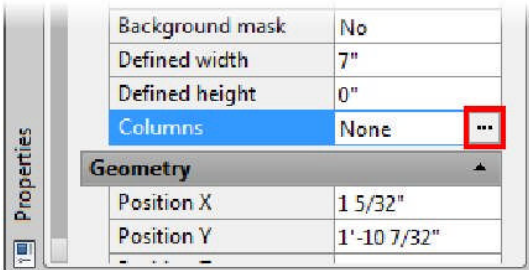 Background mask No
Defined width 7"
Defined height 0"
Columns None ...
Geometry
Position X 1 5/32"
Position Y 1'-10 7/32"
Properties